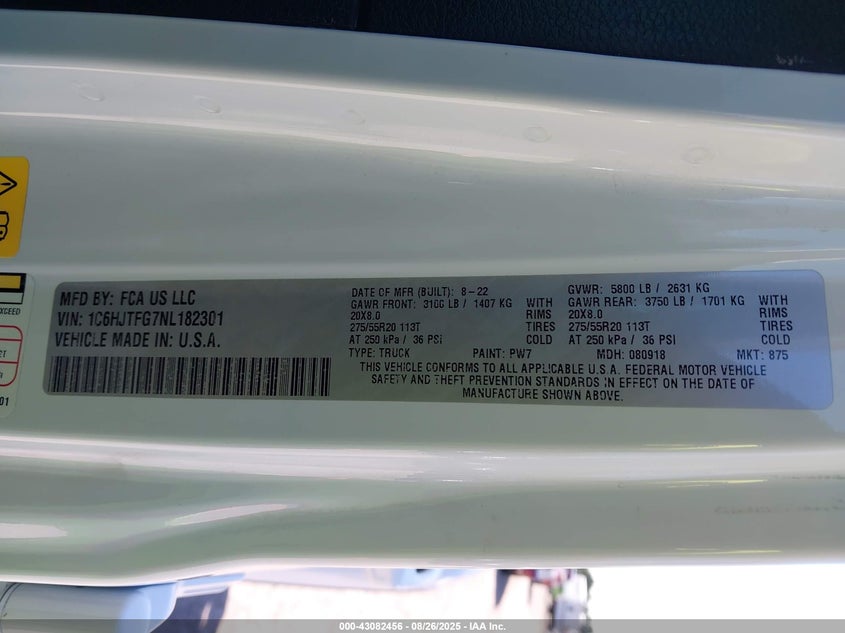 MFD BY: FCA US LLC
VIN: 1C6HJTFG7NL182301
VEHICLE MADE IN: U.S.A.
DATE OF MFR (BUILT): 8-22
GAWR FRONT: 3100 LB / 1407 KG WITH
20X8.0 RIMS
275/55R20 113T TIRES
AT 250 kPa / 36 PSI COLD
GVWR: 5800 LB / 2631 KG
GAWR REAR: 3750 LB / 1701 KG WITH
20X8.0 RIMS
275/55R20 113T TIRES
AT 250 kPa / 36 PSI COLD
TYPE: TRUCK PAINT: PW7 MDH: 080918 MKT: 875
THIS VEHICLE CONFORMS TO ALL APPLICABLE U.S.A. FEDERAL MOTOR VEHICLE
SAFETY AND THEFT PREVENTION STANDARDS IN EFFECT ON THE DATE OF
MANUFACTURE SHOWN ABOVE.
XCEED
CT
01
000-43082456 - 08/26/2025 - IAA Inc.